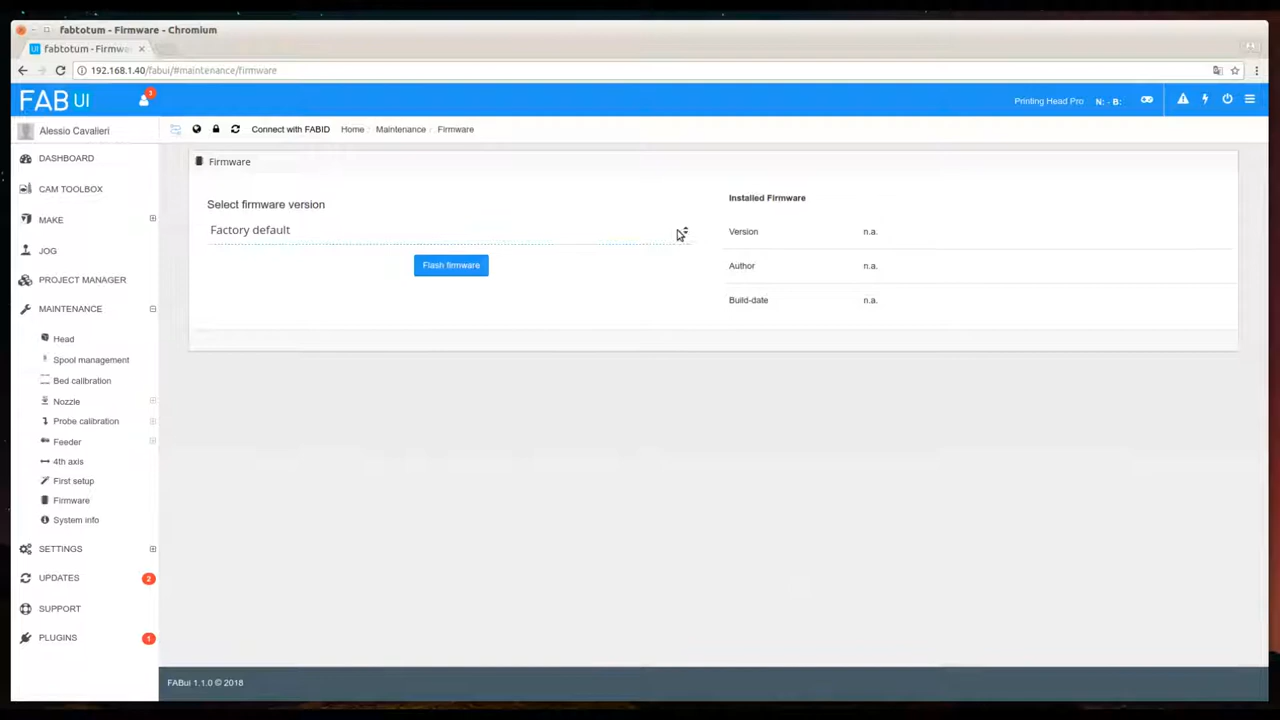 fabtotum - Firmware - Chromium
fabtotum - Firmwa
192.168.1.40/fabui/#maintenance/firmware
FAB UI
3
Printing Head Pro
N: - B:
Alessio Cavalieri
Connect with FABID
Home / Maintenance / Firmware
DASHBOARD
CAM TOOLBOX
MAKE
JOG
PROJECT MANAGER
MAINTENANCE
Head
Spool management
Bed calibration
Nozzle
Probe calibration
Feeder
4th axis
First setup
Firmware
System info
SETTINGS
UPDATES 2
SUPPORT
PLUGINS 1
Firmware
Select firmware version
Factory default
Flash firmware
Installed Firmware
Version n.a.
Author n.a.
Build-date n.a.
FABui 1.1.0 © 2018